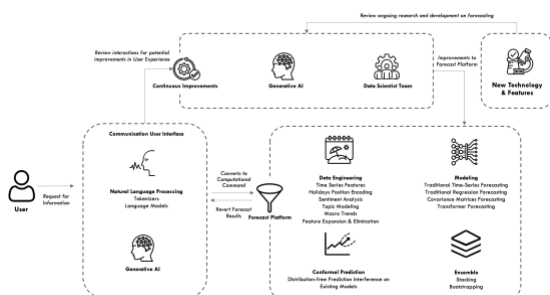 Review ongoing research and development on forecasting
Review interactions for potential
improvements in User Experience
Improvements to
Forecast Platform
Continuous Improvements
Generative AI
Data Scientist Team
New Technology
& Features
Communication User Interface
Natural Language Processing
Tokenizers
Language Models
Generative AI
User
Request for
Information
Converts to
Computational
Command
Revert Forecast
Results
Forecast Platform
Data Engineering
Time Series Features
Holidays Position Encoding
Sentiment Analysis
Topic Modeling
Macro Trends
Feature Expansion & Elimination
Modeling
Traditional Time-Series Forecasting
Traditional Regression Forecasting
Covariance Matrices Forecasting
Transformer Forecasting
Conformal Prediction
Distribution-free Prediction Interference on
Existing Models
Ensemble
Stacking
Bootstrapping